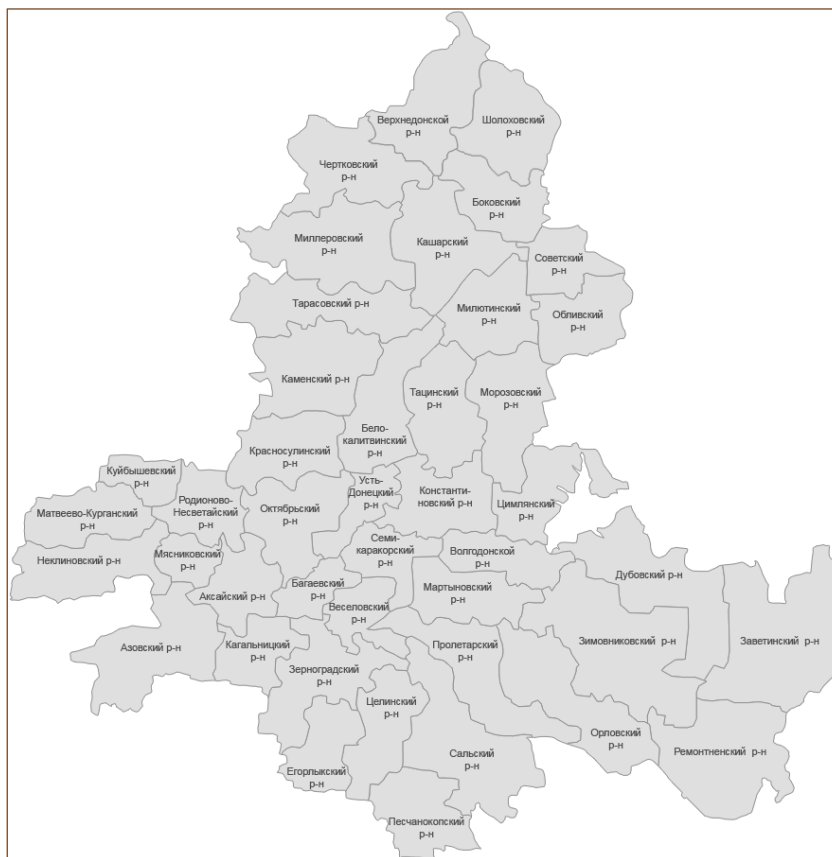 Верхнедонской
р-н
Шолоховский
р-н
Чертковский
р-н
Боковский
р-н
Миллеровский
р-н
Кашарский
р-н
Советский
р-н
Тарасовский р-н
Милютинский
р-н
Обливский
р-н
Каменский р-н
Тацинский
р-н
Морозовский
р-н
Бело-
калитвинский
р-н
Красносулинский
р-н
Куйбышевский
р-н
Усть-
Донецкий
р-н
Константи-
новский р-н
Цимлянский
р-н
Родионово-
Несветайский
р-н
Октябрьский
р-н
Матвеево-Курганский
р-н
Неклиновский р-н
Мясниковский
р-н
Семи-
каракорский
р-н
Волгодонской
р-н
Дубовский р-н
Аксайский р-н
Багаевский
р-н
Мартыновский
р-н
Веселовский
р-н
Азовский р-н
Кагальницкий
р-н
Пролетарский
р-н
Зимовниковский р-н
Заветинский р-н
Зерноградский
р-н
Целинский
р-н
Орловский
р-н
Сальский
р-н
Ремонтненский р-н
Егорлыкский
р-н
Песчанокопский
р-н